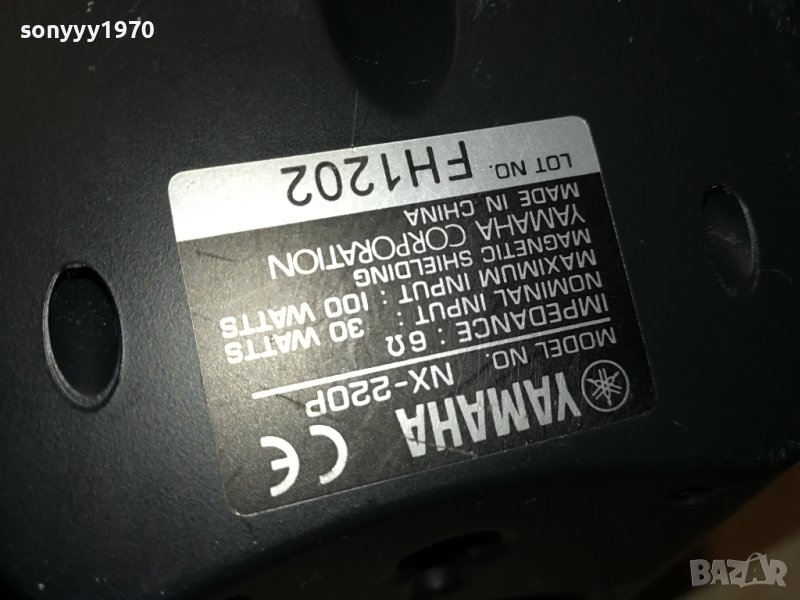 sonyyy1970
YAMAHA CE
MODEL NO. NX-220P
IMPEDANCE : 6Ω
NOMINAL INPUT : 30 WATTS
MAXIMUM INPUT : 100 WATTS
MAGNETIC SHIELDING
YAMAHA CORPORATION
MADE IN CHINA
LOT NO. FH1202
BAZAR